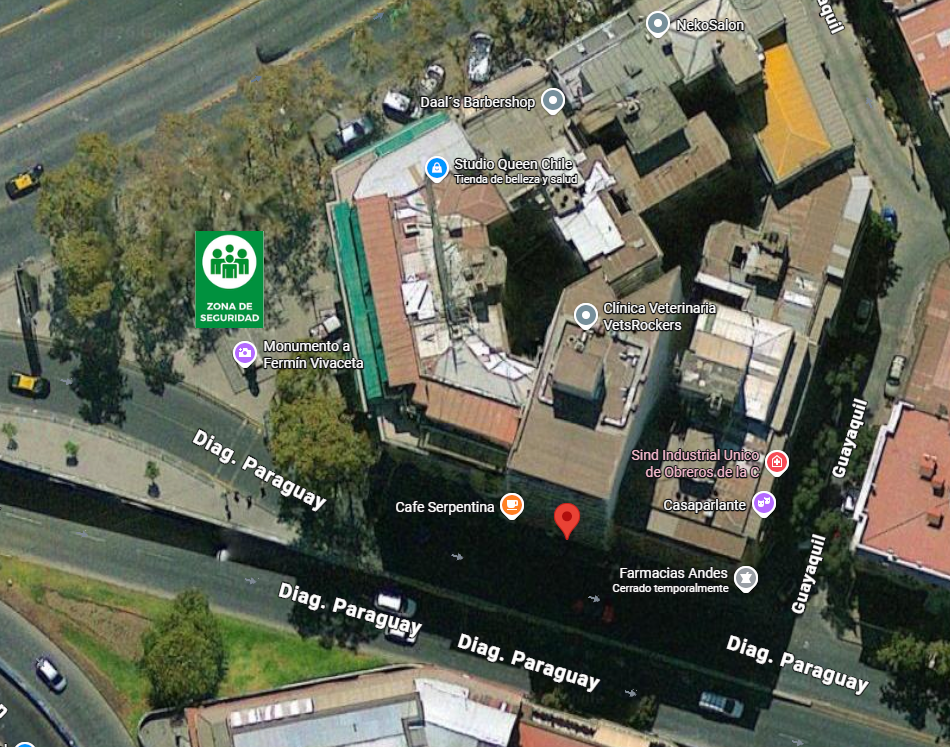 aquil
NekoSalon
Daal´s Barbershop
Studio Queen Chile
Tienda de belleza y salud
ZONA DE
SEGURIDAD
Clínica Veterinaria
VetsRockers
Monumento a
Fermín Vivaceta
Guayaquil
Diag. Paraguay
Sind Industrial Unico
de Obreros.de la C
Cafe Serpentina
Casaparlante
Guayaquil
Farmacias Andes
Cerrado temporalmente
Diag. Paraguay
Diag. Paraguay
Diag. Paraguay